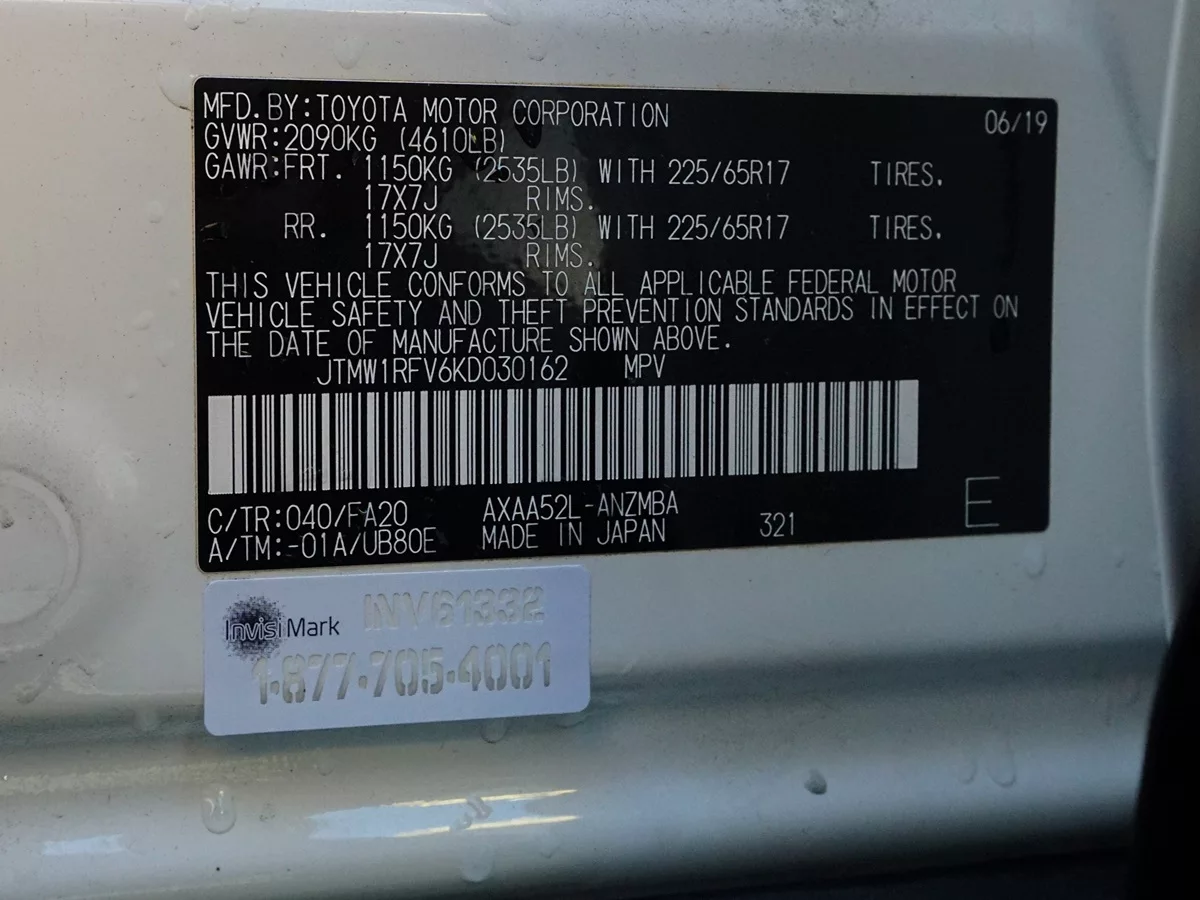 MFD.BY:TOYOTA MOTOR CORPORATION 06/19
GVWR:2090KG (4610LB)
GAWR:FRT. 1150KG (2535LB) WITH 225/65R17 TIRES.
17X7J RIMS.
RR. 1150KG (2535LB) WITH 225/65R17 TIRES.
17X7J RIMS.
THIS VEHICLE CONFORMS TO ALL APPLICABLE FEDERAL MOTOR
VEHICLE SAFETY AND THEFT PREVENTION STANDARDS IN EFFECT ON
THE DATE OF MANUFACTURE SHOWN ABOVE.
JTMW1RFV6KD030162 MPV
C/TR:040/FA20 AXAA52L-ANZMBA
A/TM:-01A/UB80E MADE IN JAPAN 321 E
InvisiMark INV61332
1-877-705-4001